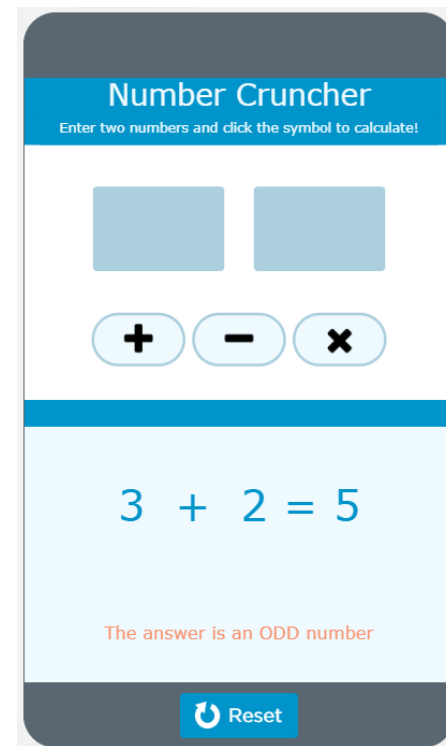 Number Cruncher
Enter two numbers and click the symbol to calculate!
+ − ×
3 + 2 = 5
The answer is an ODD number
Reset